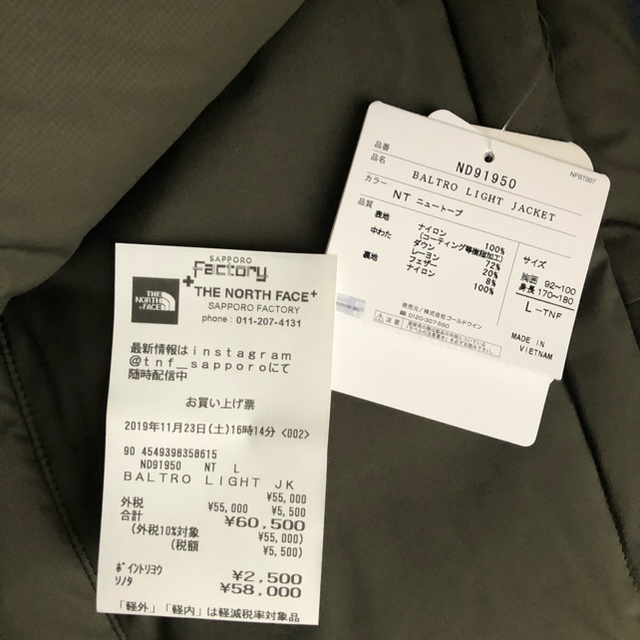 SAPPORO
Factory
THE NORTH FACE
THE NORTH FACE+
SAPPORO FACTORY
phone : 011-207-4131
最新情報はinstagram
@tnf_sapporoにて
随時配信中
お買い上げ票
2019年11月23日(土)16時14分 <002>
90 4549398358615
ND91950 NT L
BALTRO LIGHT JK
¥55,000
外税 ¥55,000 ¥5,500
合計 ¥60,500
(外税10%対象 ¥55,000)
(税額 ¥5,500)
ﾎﾟｲﾝﾄﾘﾖｳ ¥2,500
ｿﾉﾀ ¥58,000
「軽外」「軽内」は軽減税率対象品
NFBT007
品番 ND91950
品名 BALTRO LIGHT JACKET
カラー NT ニュートープ
品質
表地 ナイロン 100%
(コーティング等樹脂加工)
中わた ダウン 72%
レーヨン 20%
フェザー 8%
裏地 ナイロン 100%
サイズ
胸囲 92~100
身長 170~180
L-TNF
MADE IN
VIETNAM
発売元/株式会社ゴールドウイン
0120-307-560
注意